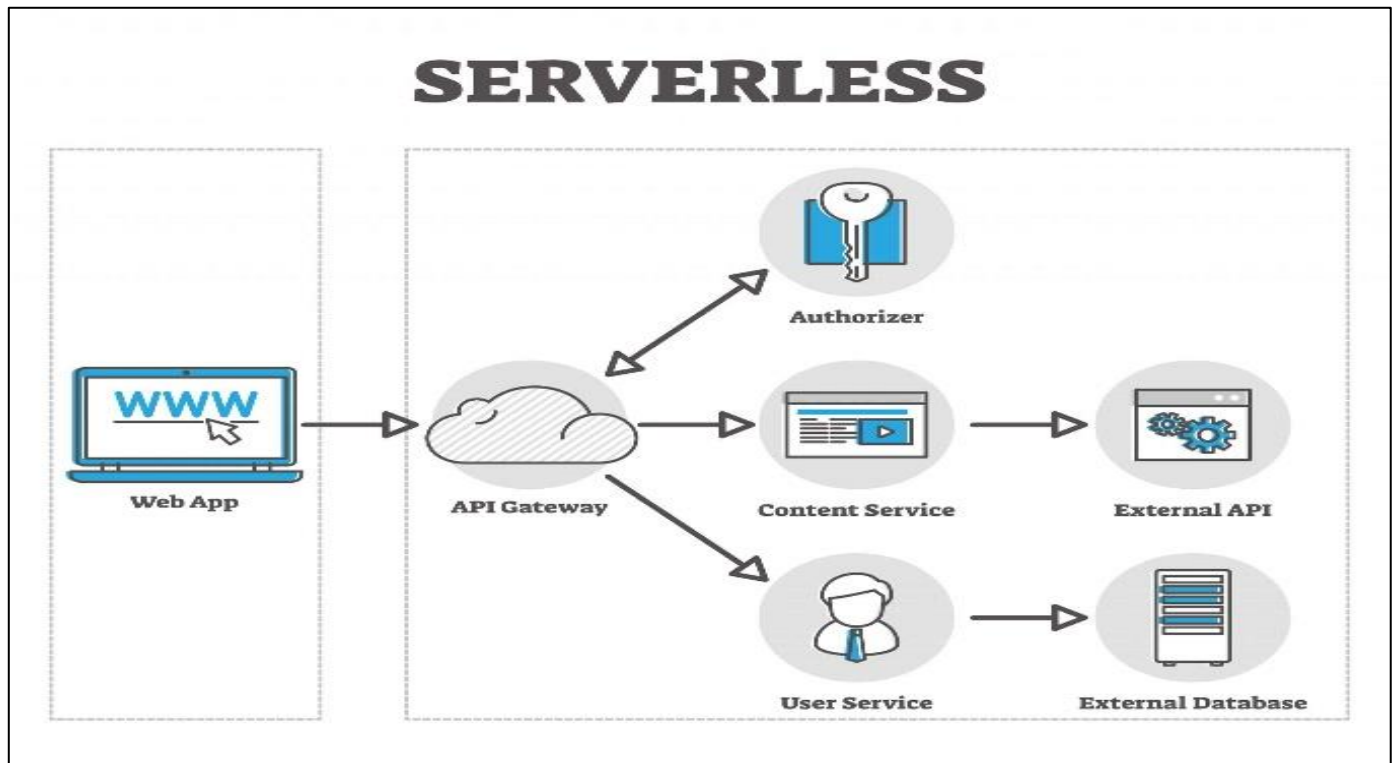 SERVERLESS
Authorizer
WWW
Web App
API Gateway
Content Service
External API
User Service
External Database